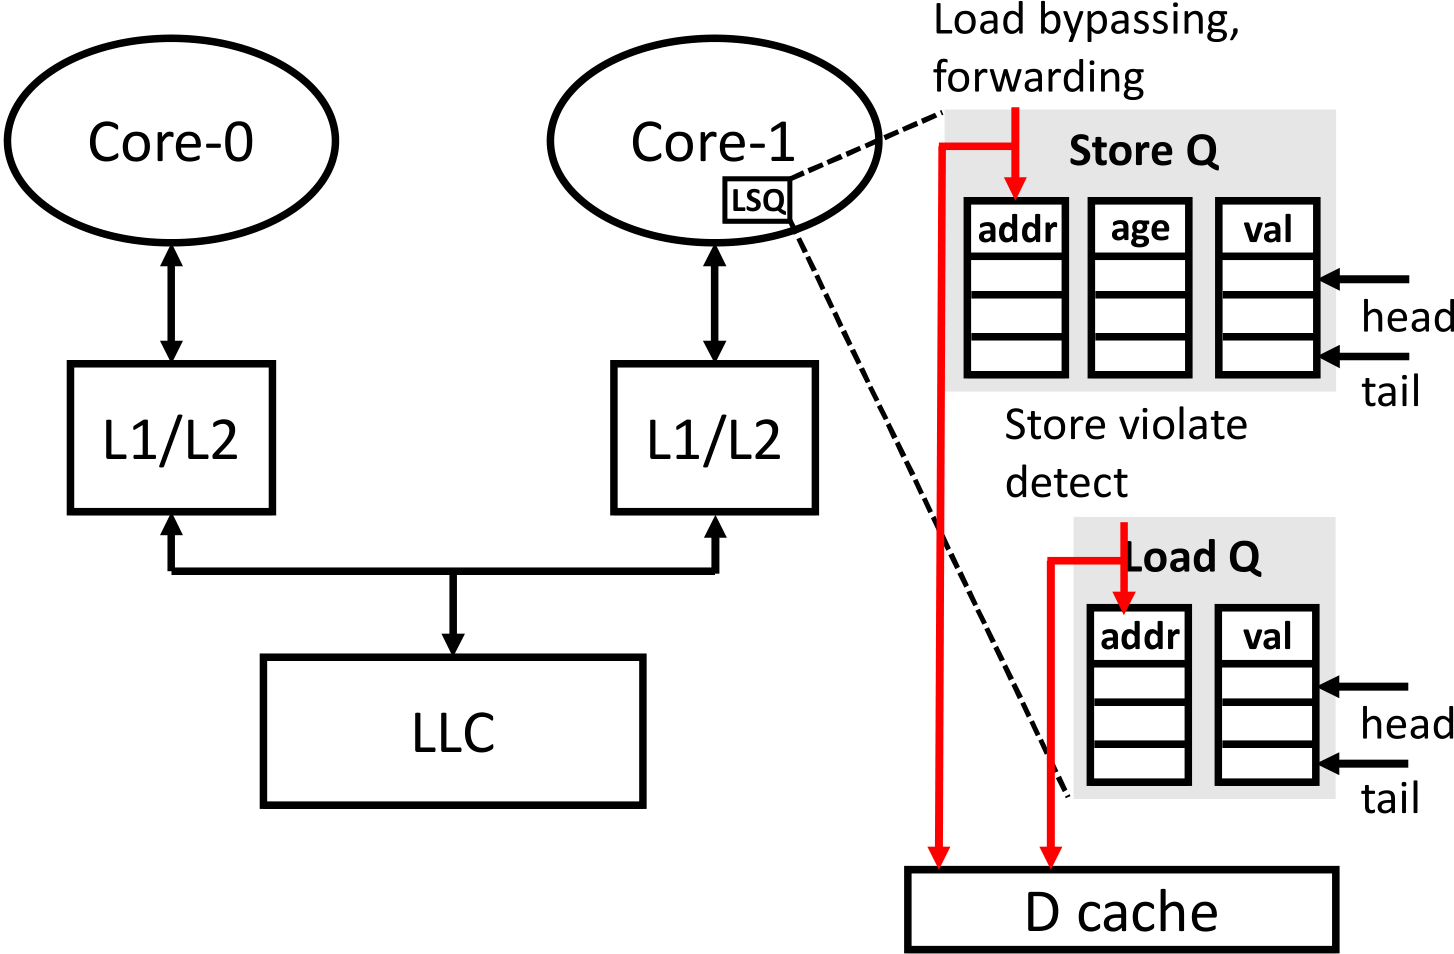 Load bypassing,
forwarding
Core-0
Core-1
LSQ
Store Q
addr
age
val
head
tail
L1/L2
L1/L2
Store violate
detect
Load Q
addr
val
head
tail
LLC
D cache